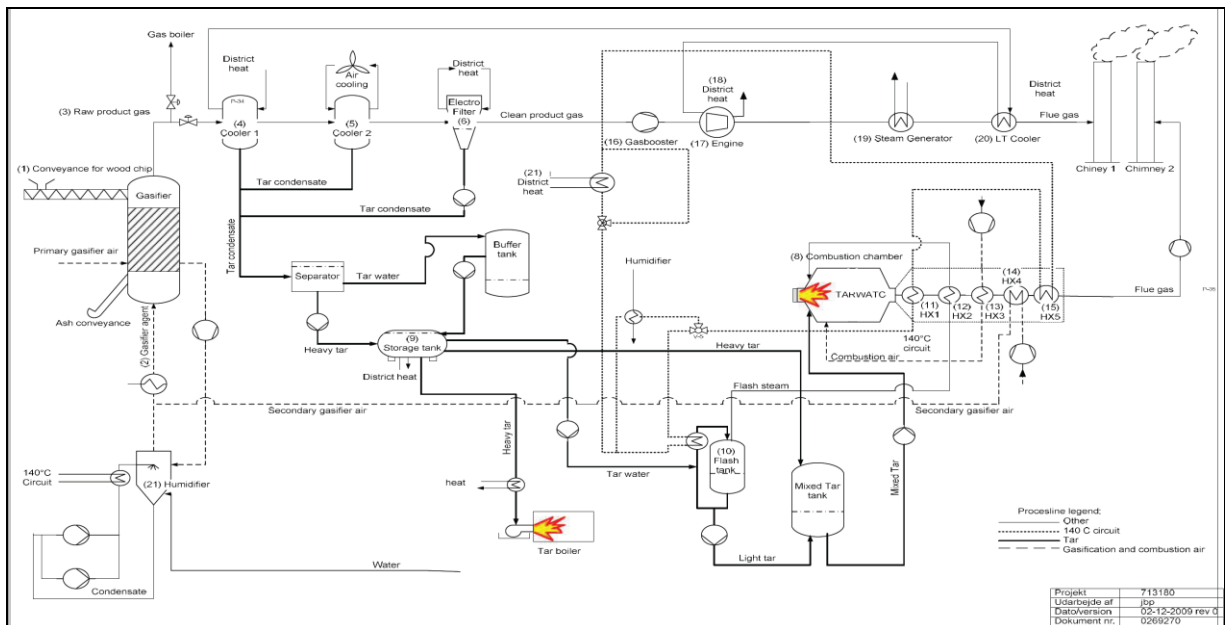 Gas boiler
District
heat
Air
cooling
District
heat
(3) Raw product gas
P-34
(4)
Cooler 1
(5)
Cooler 2
Electro
Filter
(6)
Clean product gas
(16) Gasbooster
(18)
District
heat
(17) Engine
(19) Steam Generator
(20) LT Cooler
District
heat
Flue gas
Chiney 1
Chimney 2
(1) Conveyance for wood chip
Gasifier
Tar condensate
Tar condensate
Tar condensate
(21)
District
heat
Primary gasifier air
Ash conveyance
Separator
Tar water
Buffer
tank
Humidifier
(8) Combustion chamber
TARWATC
(11)
HX1
(12)
HX2
(13)
HX3
(14)
HX4
(15)
HX5
Flue gas
P-35
(2) Gasifier agent
Heavy tar
(9)
Storage tank
District heat
Heavy tar
V-5
140°C
circuit
Combustion air
Flash steam
Secondary gasifier air
Secondary gasifier air
Heavy tar
Tar water
(10)
Flash
tank
Mixed Tar
tank
Mixed Tar
140°C
Circuit
(21) Humidifier
heat
Tar boiler
Light tar
Water
Condensate
Procesline legend:
Other
140 C circuit
Tar
Gasification and combustion air
Projekt 713180
Udarbejde af jbp
Dato/version 02-12-2009 rev 0
Dokument nr. 0269270